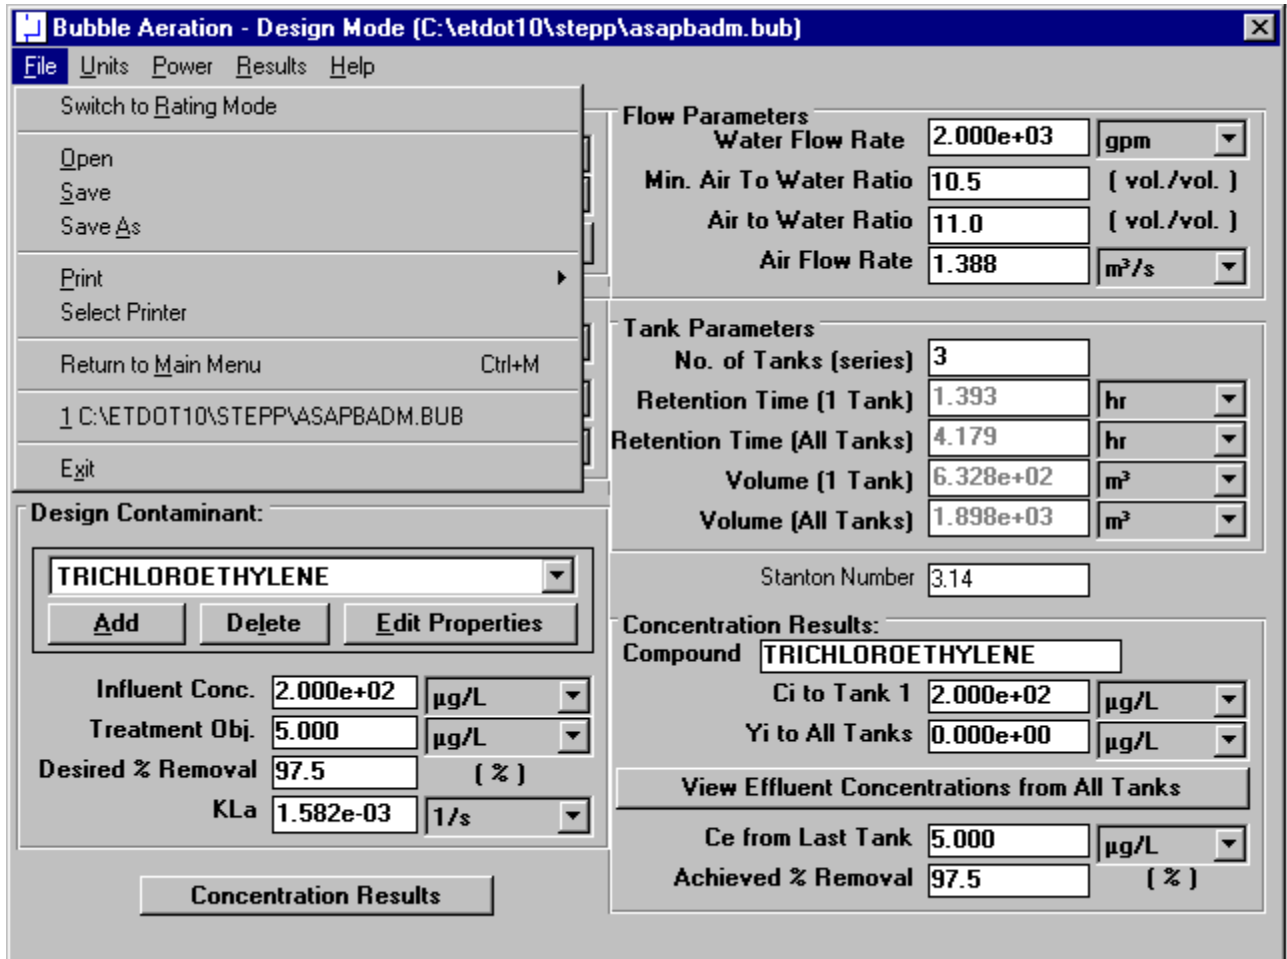 Bubble Aeration - Design Mode (C:\etdot10\stepp\asapbadm.bub)
File Units Power Results Help
Switch to Rating Mode
Open
Save
Save As
Print
Select Printer
Return to Main Menu Ctrl+M
1 C:\ETDOT10\STEPP\ASAPBADM.BUB
Exit
Design Contaminant:
TRICHLOROETHYLENE
Add Delete Edit Properties
Influent Conc. 2.000e+02 µg/L
Treatment Obj. 5.000 µg/L
Desired % Removal 97.5 ( % )
KLa 1.582e-03 1/s
Concentration Results
Flow Parameters
Water Flow Rate 2.000e+03 gpm
Min. Air To Water Ratio 10.5 ( vol./vol. )
Air to Water Ratio 11.0 ( vol./vol. )
Air Flow Rate 1.388 m³/s
Tank Parameters
No. of Tanks (series) 3
Retention Time (1 Tank) 1.393 hr
Retention Time (All Tanks) 4.179 hr
Volume (1 Tank) 6.328e+02 m³
Volume (All Tanks) 1.898e+03 m³
Stanton Number 3.14
Concentration Results:
Compound TRICHLOROETHYLENE
Ci to Tank 1 2.000e+02 µg/L
Yi to All Tanks 0.000e+00 µg/L
View Effluent Concentrations from All Tanks
Ce from Last Tank 5.000 µg/L
Achieved % Removal 97.5 ( % )